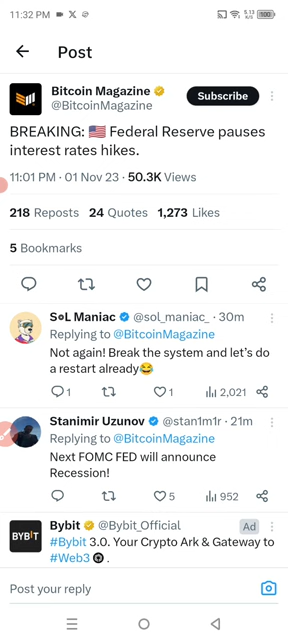 11:32 PM
5.13 K/S 100
Post
Bitcoin Magazine
Subscribe
@BitcoinMagazine
BREAKING: 🇺🇸 Federal Reserve pauses
interest rates hikes.
11:01 PM · 01 Nov 23 · 50.3K Views
218 Reposts 24 Quotes 1,273 Likes
5 Bookmarks
S⊙L Maniac @sol_maniac_ · 30m
Replying to @BitcoinMagazine
Not again! Break the system and let's do
a restart already😂
1 1 2,021
Stanimir Uzunov @stan1m1r · 21m
Replying to @BitcoinMagazine
Next FOMC FED will announce
Recession!
5 952
BYBIT
Bybit @Bybit_Official Ad
#Bybit 3.0. Your Crypto Ark & Gateway to
#Web3 .
Post your reply